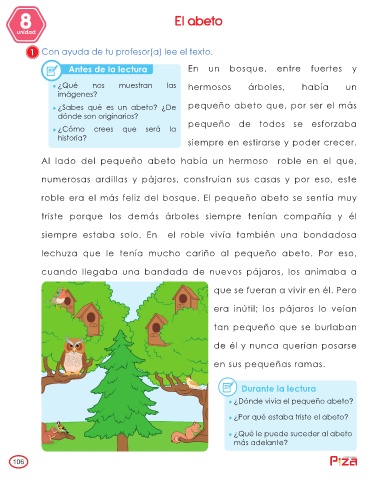 8
unidad
El abeto
1 Con ayuda de tu profesor(a) lee el texto.
Antes de la lectura
¿Qué nos muestran las
imágenes?
¿Sabes qué es un abeto? ¿De
dónde son originarios?
¿Cómo crees que será la
historia?
En un bosque, entre fuertes y
hermosos árboles, había un
pequeño abeto que, por ser el más
pequeño de todos se esforzaba
siempre en estirarse y poder crecer.
Al lado del pequeño abeto había un hermoso roble en el que,
numerosas ardillas y pájaros, construían sus casas y por eso, este
roble era el más feliz del bosque. El pequeño abeto se sentía muy
triste porque los demás árboles siempre tenían compañía y él
siempre estaba solo. En el roble vivía también una bondadosa
lechuza que le tenía mucho cariño al pequeño abeto. Por eso,
cuando llegaba una bandada de nuevos pájaros, los animaba a
que se fueran a vivir en él. Pero
era inútil; los pájaros lo veían
tan pequeño que se burlaban
de él y nunca querían posarse
en sus pequeñas ramas.
Durante la lectura
¿Dónde vivía el pequeño abeto?
¿Por qué estaba triste el abeto?
¿Qué le puede suceder al abeto
más adelante?
106